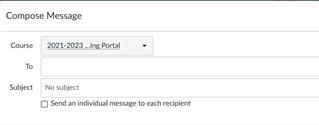 Compose Message
Course 2021-2023 ...ing Portal
To
Subject No subject
Send an individual message to each recipient